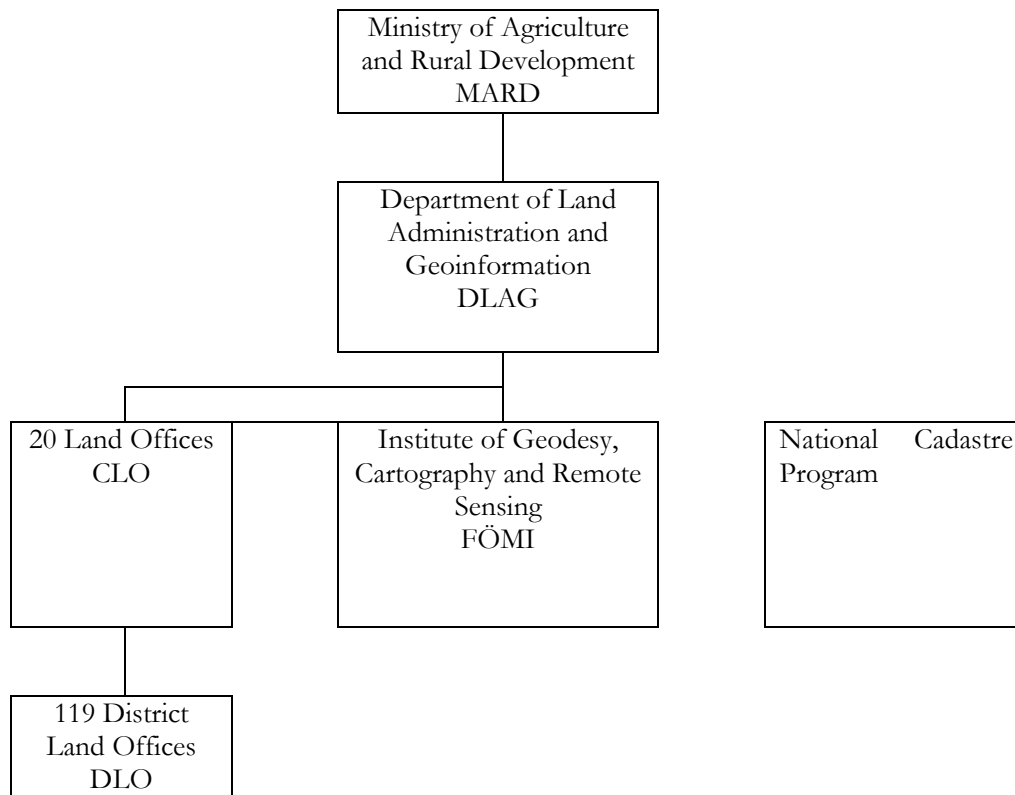 Ministry of Agriculture
and Rural Development
MARD
Department of Land
Administration and
Geoinformation
DLAG
20 Land Offices
CLO
Institute of Geodesy,
Cartography and Remote
Sensing
FÖMI
National Cadastre
Program
119 District
Land Offices
DLO